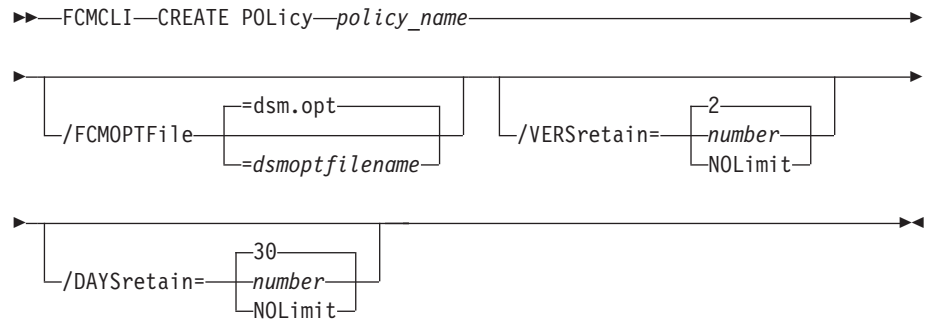 FCMCLI CREATE POLicy policy_name
=dsm.opt
/FCMOPTFile
=dsmoptfilename
2
/VERSretain= number
NOLimit
30
/DAYSretain= number
NOLimit